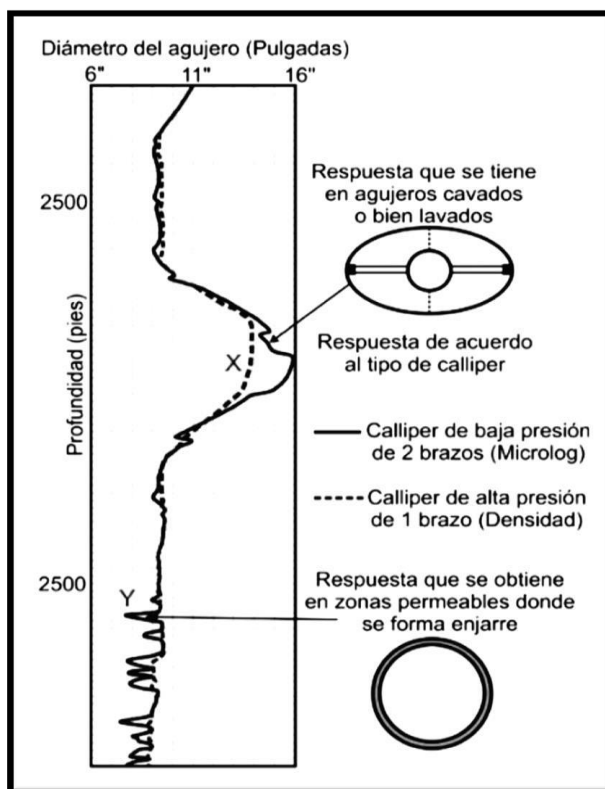 Diámetro del agujero (Pulgadas)
6" 11" 16"
Respuesta que se tiene
en agujeros cavados
o bien lavados
2500
Profundidad (pies)
X
Respuesta de acuerdo
al tipo de calliper
Calliper de baja presión
de 2 brazos (Microlog)
Calliper de alta presión
de 1 brazo (Densidad)
2500
Y
Respuesta que se obtiene
en zonas permeables donde
se forma enjarre